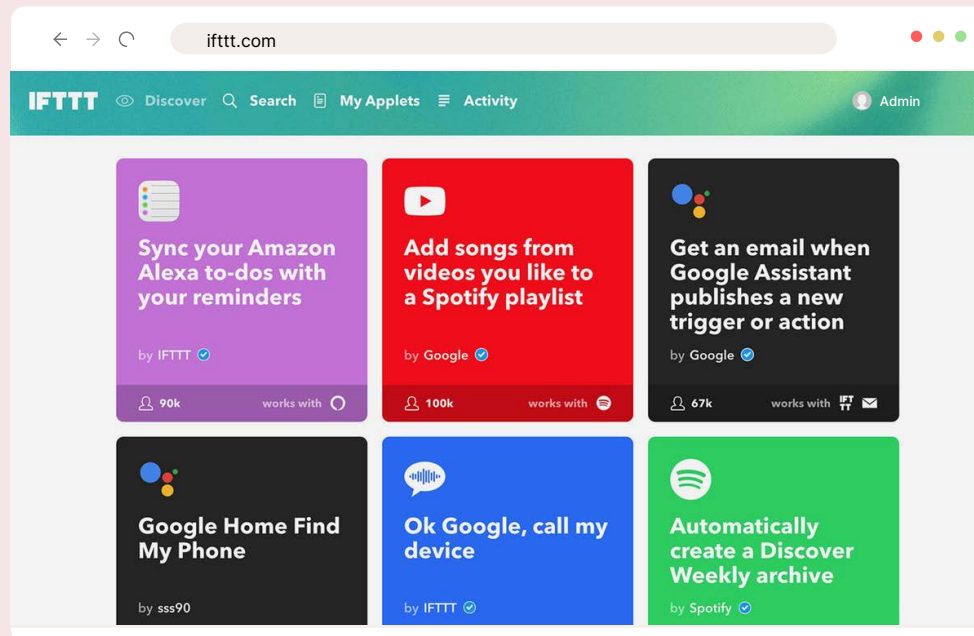 ifttt.com
IFTTT Discover Search My Applets Activity Admin
Sync your Amazon
Alexa to-dos with
your reminders
by IFTTT
90k works with
Add songs from
videos you like to
a Spotify playlist
by Google
100k works with
Get an email when
Google Assistant
publishes a new
trigger or action
by Google
67k works with IFTTT
Google Home Find
My Phone
by sss90
Ok Google, call my
device
by IFTTT
Automatically
create a Discover
Weekly archive
by Spotify